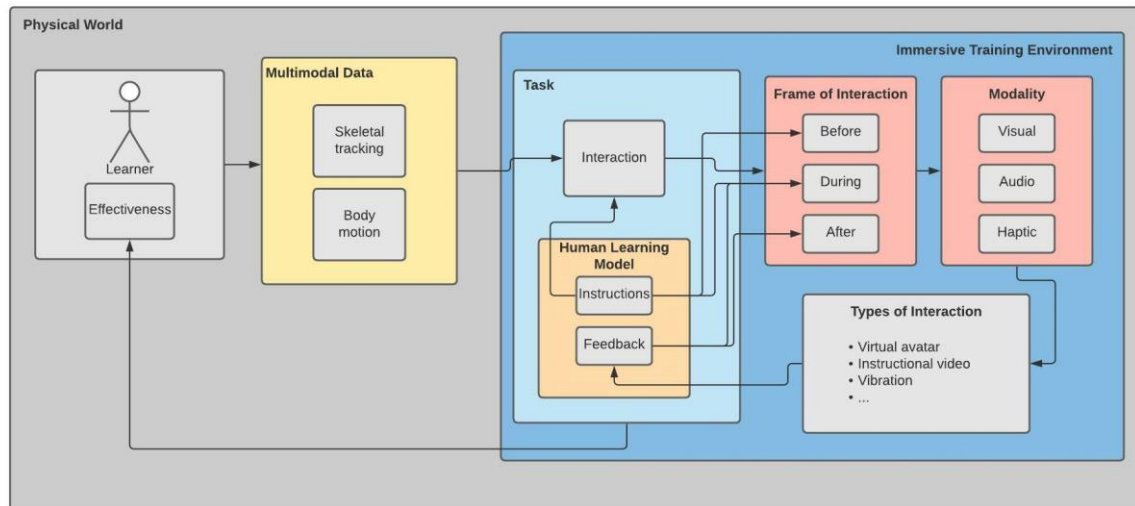 Physical World
Immersive Training Environment
Learner
Effectiveness
Multimodal Data
Skeletal
tracking
Body
motion
Task
Interaction
Human Learning
Model
Instructions
Feedback
Frame of Interaction
Before
During
After
Modality
Visual
Audio
Haptic
Types of Interaction
• Virtual avatar
• Instructional video
• Vibration
• ...